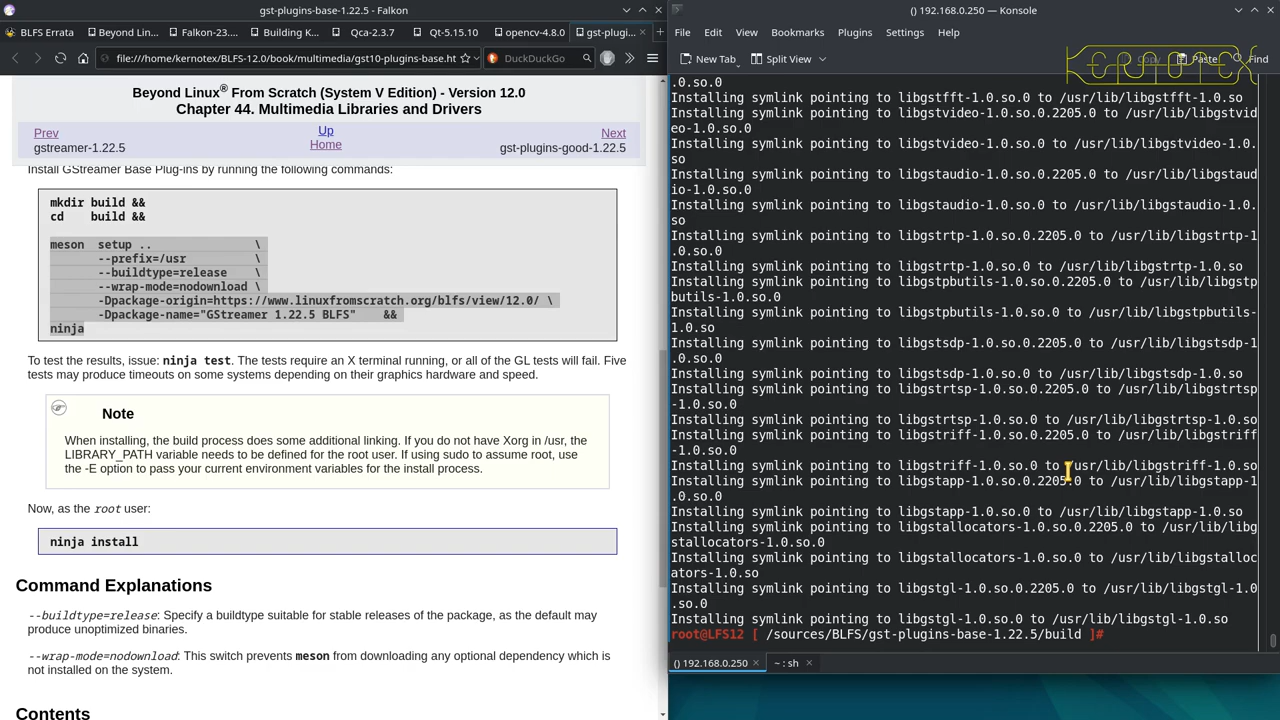 gst-plugins-base-1.22.5 - Falkon
BLFS Errata
Beyond Lin...
Falkon-23....
Building K...
Qca-2.3.7
Qt-5.15.10
opencv-4.8.0
gst-plugi...
file:///home/kernotex/BLFS-12.0/book/multimedia/gst10-plugins-base.ht
DuckDuckGo
Beyond Linux® From Scratch (System V Edition) - Version 12.0
Chapter 44. Multimedia Libraries and Drivers
Prev
Up
Next
gstreamer-1.22.5
Home
gst-plugins-good-1.22.5
Install GStreamer Base Plug-ins by running the following commands:
mkdir build &&
cd    build &&
meson  setup ..            \
       --prefix=/usr       \
       --buildtype=release    \
       --wrap-mode=nodownload \
       -Dpackage-origin=https://www.linuxfromscratch.org/blfs/view/12.0/ \
       -Dpackage-name="GStreamer 1.22.5 BLFS"    &&
ninja
To test the results, issue: ninja test. The tests require an X terminal running, or all of the GL tests will fail. Five
tests may produce timeouts on some systems depending on their graphics hardware and speed.
Note
When installing, the build process does some additional linking. If you do not have Xorg in /usr, the
LIBRARY_PATH variable needs to be defined for the root user. If using sudo to assume root, use
the -E option to pass your current environment variables for the install process.
Now, as the root user:
ninja install
Command Explanations
--buildtype=release: Specify a buildtype suitable for stable releases of the package, as the default may
produce unoptimized binaries.
--wrap-mode=nodownload: This switch prevents meson from downloading any optional dependency which is
not installed on the system.
Contents
() 192.168.0.250 — Konsole
File Edit View Bookmarks Plugins Settings Help
New Tab
Split View
Copy
Paste
Find
KERNOTEX
.0.so.0
Installing symlink pointing to libgstfft-1.0.so.0 to /usr/lib/libgstfft-1.0.so
Installing symlink pointing to libgstvideo-1.0.so.0.2205.0 to /usr/lib/libgstvid
eo-1.0.so.0
Installing symlink pointing to libgstvideo-1.0.so.0 to /usr/lib/libgstvideo-1.0.
so
Installing symlink pointing to libgstaudio-1.0.so.0.2205.0 to /usr/lib/libgstaud
io-1.0.so.0
Installing symlink pointing to libgstaudio-1.0.so.0 to /usr/lib/libgstaudio-1.0.
so
Installing symlink pointing to libgstrtp-1.0.so.0.2205.0 to /usr/lib/libgstrtp-1
.0.so.0
Installing symlink pointing to libgstrtp-1.0.so.0 to /usr/lib/libgstrtp-1.0.so
Installing symlink pointing to libgstpbutils-1.0.so.0.2205.0 to /usr/lib/libgstp
butils-1.0.so.0
Installing symlink pointing to libgstpbutils-1.0.so.0 to /usr/lib/libgstpbutils-
1.0.so
Installing symlink pointing to libgstsdp-1.0.so.0.2205.0 to /usr/lib/libgstsdp-1
.0.so.0
Installing symlink pointing to libgstsdp-1.0.so.0 to /usr/lib/libgstsdp-1.0.so
Installing symlink pointing to libgstrtsp-1.0.so.0.2205.0 to /usr/lib/libgstrtsp
-1.0.so.0
Installing symlink pointing to libgstrtsp-1.0.so.0 to /usr/lib/libgstrtsp-1.0.so
Installing symlink pointing to libgstriff-1.0.so.0.2205.0 to /usr/lib/libgstriff
-1.0.so.0
Installing symlink pointing to libgstriff-1.0.so.0 to /usr/lib/libgstriff-1.0.so
Installing symlink pointing to libgstapp-1.0.so.0.2205.0 to /usr/lib/libgstapp-1
.0.so.0
Installing symlink pointing to libgstapp-1.0.so.0 to /usr/lib/libgstapp-1.0.so
Installing symlink pointing to libgstallocators-1.0.so.0.2205.0 to /usr/lib/libg
stallocators-1.0.so.0
Installing symlink pointing to libgstallocators-1.0.so.0 to /usr/lib/libgstalloc
ators-1.0.so
Installing symlink pointing to libgstgl-1.0.so.0.2205.0 to /usr/lib/libgstgl-1.0
.so.0
Installing symlink pointing to libgstgl-1.0.so.0 to /usr/lib/libgstgl-1.0.so
root@LFS12 [ /sources/BLFS/gst-plugins-base-1.22.5/build ]#
() 192.168.0.250
~ : sh